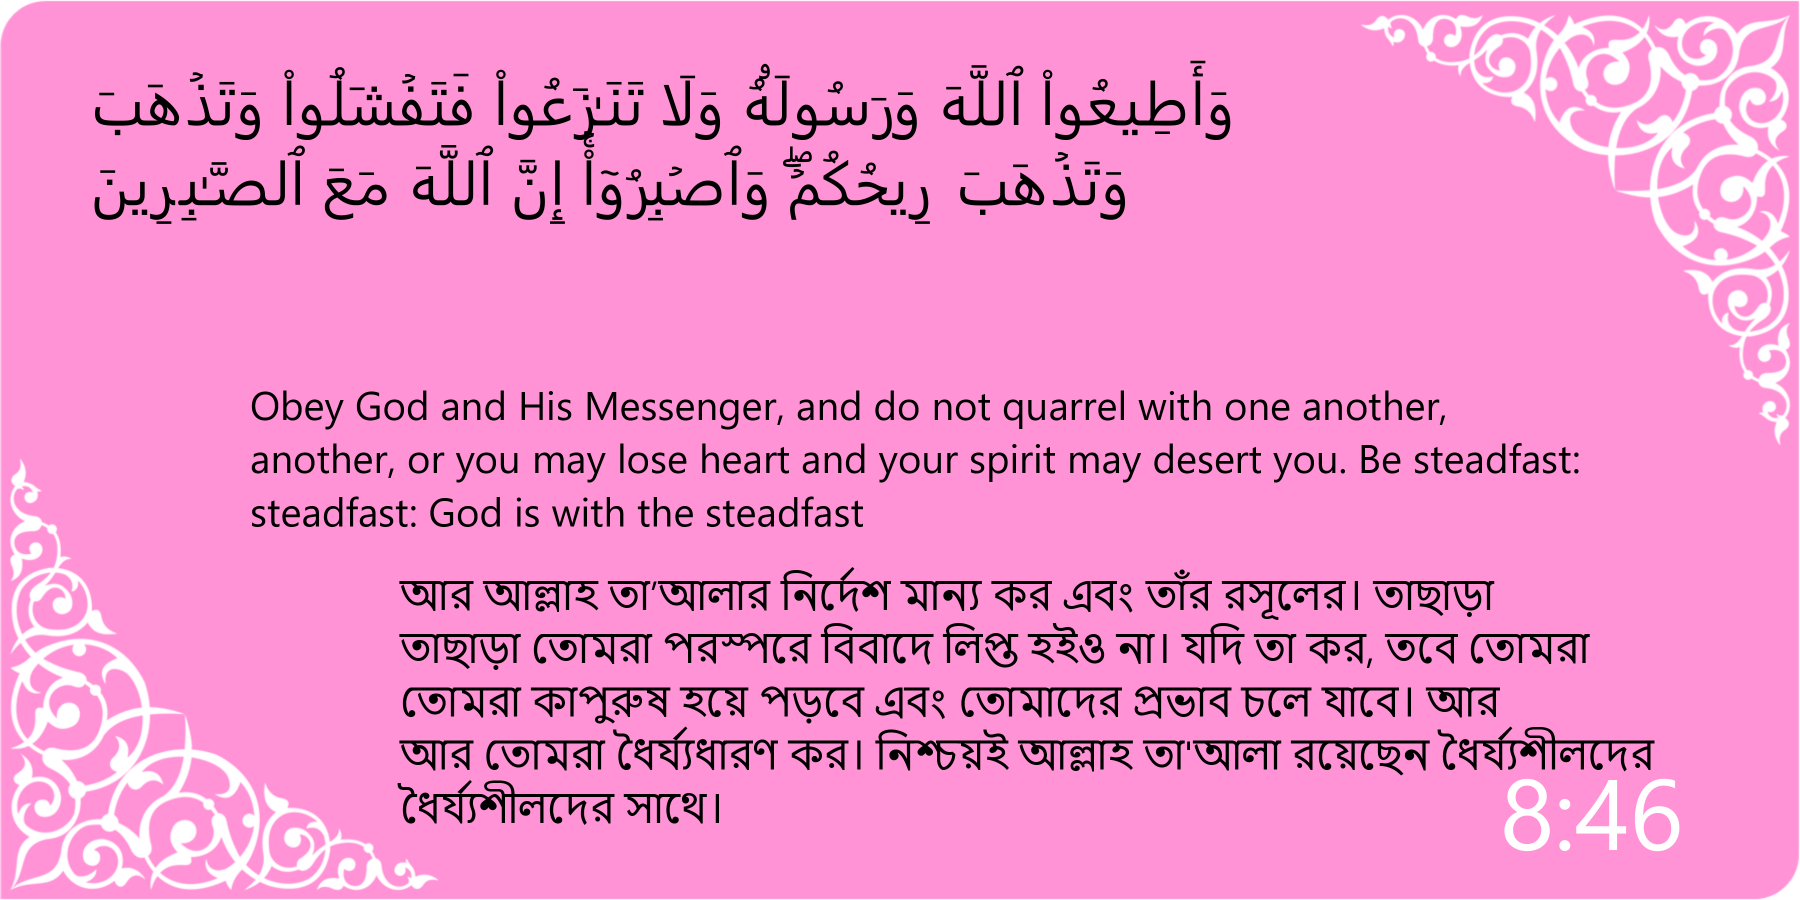 وَأَطِيعُوا۟ ٱللَّهَ وَرَسُولَهُۥ وَلَا تَنَـٰزَعُوا۟ فَتَفْشَلُوا۟ وَتَذْهَبَ
وَتَذْهَبَ رِيحُكُمْ ۖ وَٱصْبِرُوٓا۟ ۚ إِنَّ ٱللَّهَ مَعَ ٱلصَّـٰبِرِينَ
Obey God and His Messenger, and do not quarrel with one another,
another, or you may lose heart and your spirit may desert you. Be steadfast:
steadfast: God is with the steadfast
আর আল্লাহ তা’আলার নির্দেশ মান্য কর এবং তাঁর রসূলের। তাছাড়া
তাছাড়া তোমরা পরস্পরে বিবাদে লিপ্ত হইও না। যদি তা কর, তবে তোমরা
তোমরা কাপুরুষ হয়ে পড়বে এবং তোমাদের প্রভাব চলে যাবে। আর
আর তোমরা ধৈর্য্যধারণ কর। নিশ্চয়ই আল্লাহ তা'আলা রয়েছেন ধৈর্য্যশীলদের
ধৈর্য্যশীলদের সাথে।
8:46